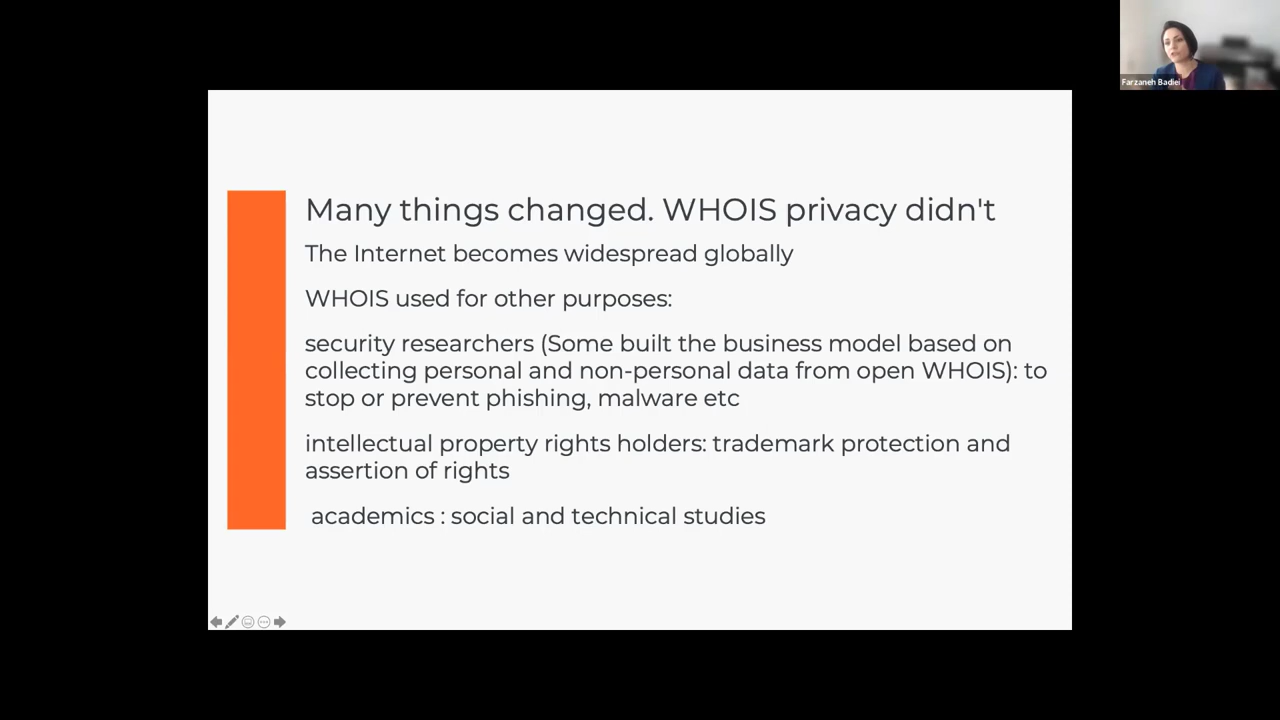 Farzaneh Badiei
Many things changed. WHOIS privacy didn't
The Internet becomes widespread globally
WHOIS used for other purposes:
security researchers (Some built the business model based on
collecting personal and non-personal data from open WHOIS): to
stop or prevent phishing, malware etc
intellectual property rights holders: trademark protection and
assertion of rights
academics : social and technical studies